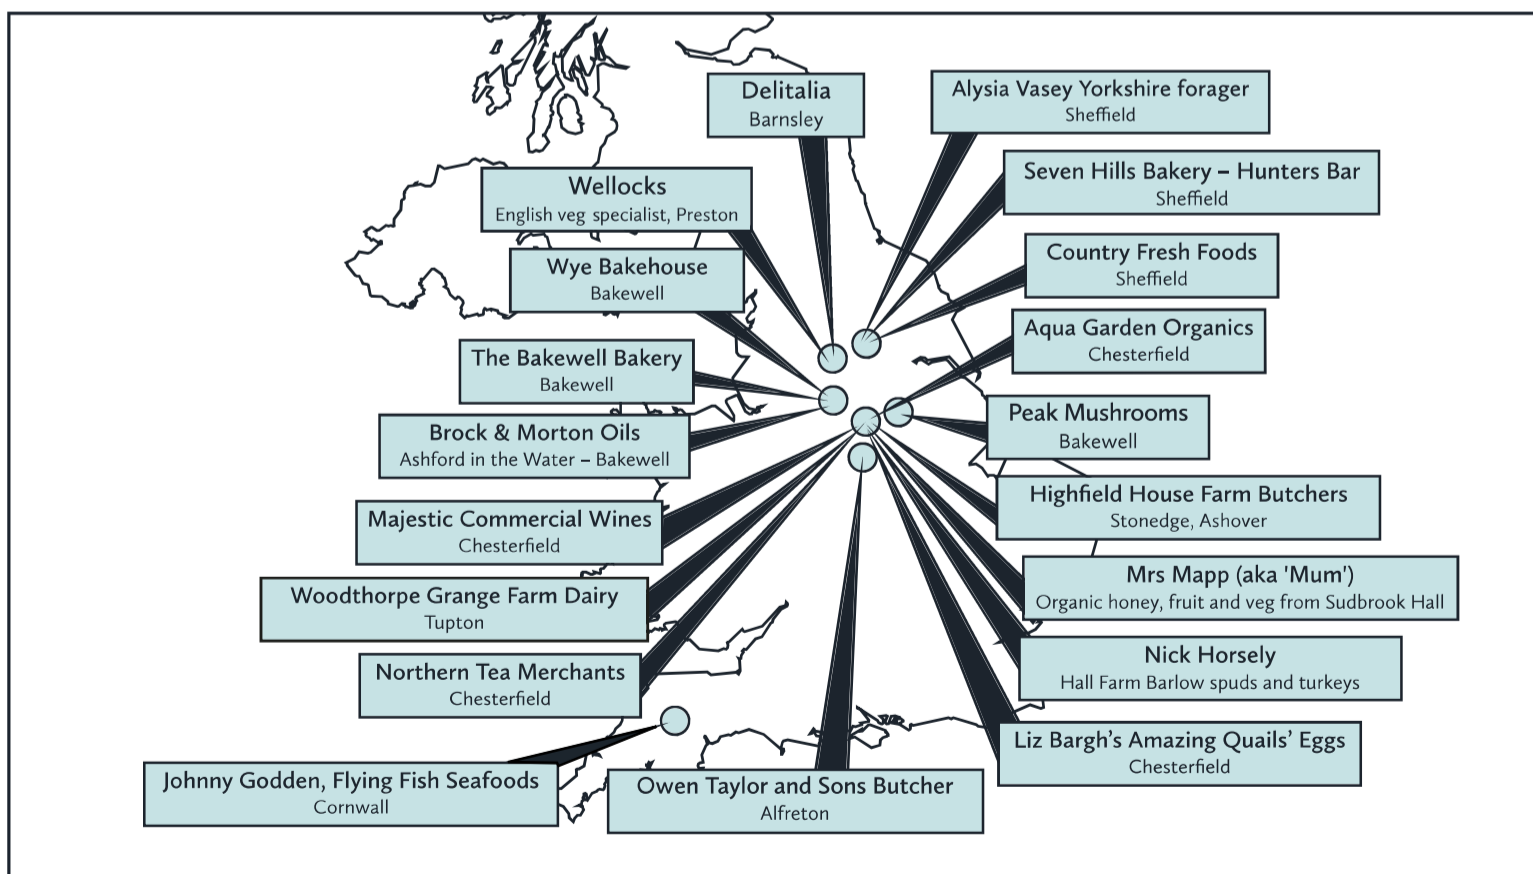 Delitalia
Barnsley
Alysia Vasey Yorkshire forager
Sheffield
Wellocks
English veg specialist, Preston
Seven Hills Bakery – Hunters Bar
Sheffield
Wye Bakehouse
Bakewell
Country Fresh Foods
Sheffield
The Bakewell Bakery
Bakewell
Aqua Garden Organics
Chesterfield
Brock & Morton Oils
Ashford in the Water – Bakewell
Peak Mushrooms
Bakewell
Majestic Commercial Wines
Chesterfield
Highfield House Farm Butchers
Stonedge, Ashover
Woodthorpe Grange Farm Dairy
Tupton
Mrs Mapp (aka 'Mum')
Organic honey, fruit and veg from Sudbrook Hall
Northern Tea Merchants
Chesterfield
Nick Horsely
Hall Farm Barlow spuds and turkeys
Johnny Godden, Flying Fish Seafoods
Cornwall
Owen Taylor and Sons Butcher
Alfreton
Liz Bargh’s Amazing Quails’ Eggs
Chesterfield